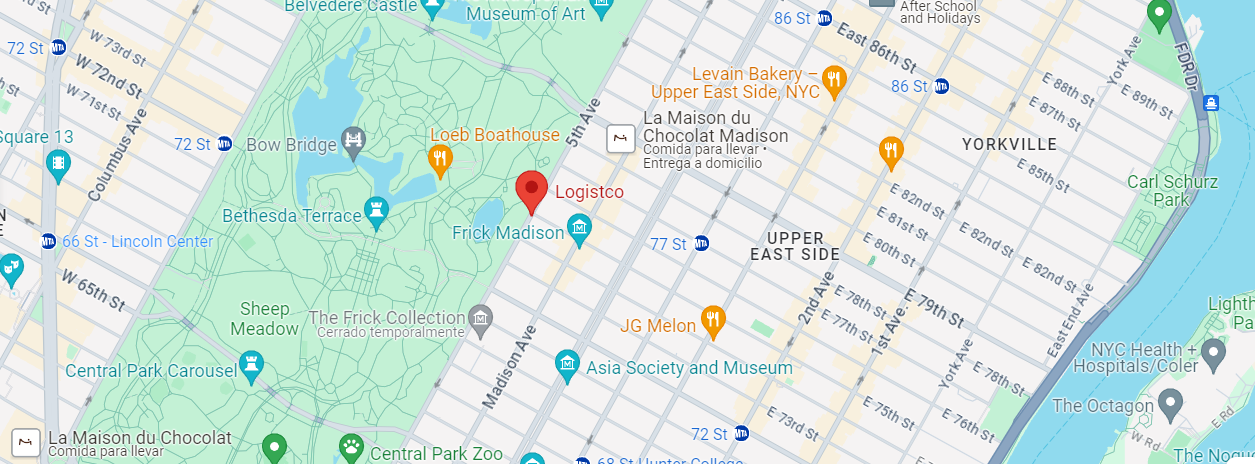 Belvedere Castle
Museum of Art
86 St
After School
and Holidays
72 St
W 73rd St
W 72nd St
W 71st St
Columbus Ave
Square 13
72 St
Bow Bridge
Loeb Boathouse
5th Ave
Levain Bakery –
Upper East Side, NYC
La Maison du
Chocolat Madison
Comida para llevar •
Entrega a domicilio
East 86th St
86 St
York Ave
FDR Dr
E 89th St
E 88th St
E 87th St
YORKVILLE
E 85th St
Carl Schurz
Park
Logistco
Bethesda Terrace
Frick Madison
66 St - Lincoln Center
W 65th St
77 St
UPPER
EAST SIDE
E 82nd St
E 81st St
E 80th St
E 82nd St
E 82nd St
E 79th St
E 78th St
E 77th St
2nd Ave
1st Ave
York Ave
East End Ave
Sheep
Meadow
The Frick Collection
Cerrado temporalmente
JG Melon
Madison Ave
Central Park Carousel
Asia Society and Museum
E 78th St
E 76th St
E 75th St
E 73rd St
72 St
NYC Health +
Hospitals/Coler
The Octagon
W Rd
E Rd
Lighth
Pa
La Maison du Chocolat
Comida para llevar
Central Park Zoo
68 St Hunter College
The Nogu